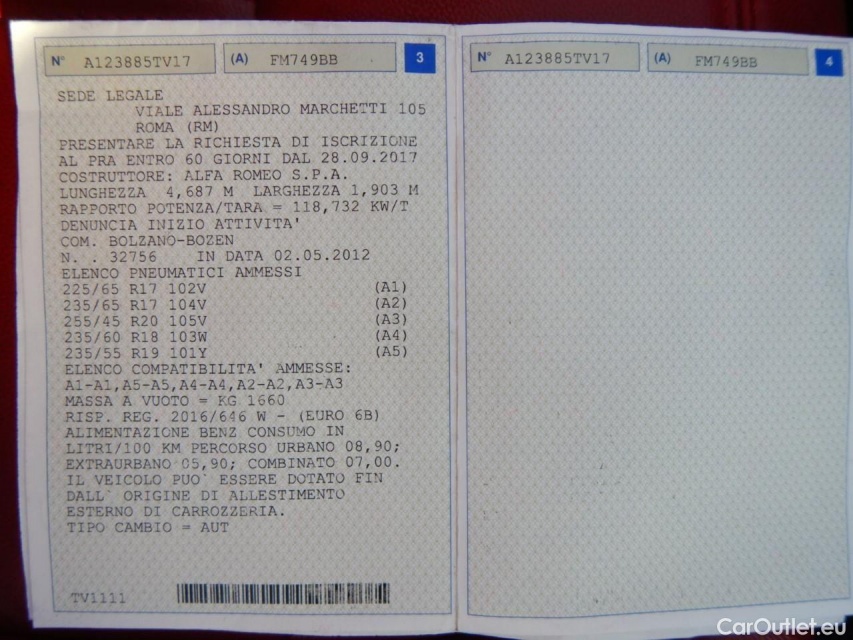 N° A123885TV17 (A) FM749BB 3
SEDE LEGALE
VIALE ALESSANDRO MARCHETTI 105
ROMA (RM)
PRESENTARE LA RICHIESTA DI ISCRIZIONE
AL PRA ENTRO 60 GIORNI DAL 28.09.2017
COSTRUTTORE: ALFA ROMEO S.P.A.
LUNGHEZZA 4,687 M LARGHEZZA 1,903 M
RAPPORTO POTENZA/TARA = 118,732 KW/T
DENUNCIA INIZIO ATTIVITA'
COM. BOLZANO-BOZEN
N. . 32756 IN DATA 02.05.2012
ELENCO PNEUMATICI AMMESSI
225/65 R17 102V (A1)
235/65 R17 104V (A2)
255/45 R20 105V (A3)
235/60 R18 103W (A4)
235/55 R19 101Y (A5)
ELENCO COMPATIBILITA' AMMESSE:
A1-A1,A5-A5,A4-A4,A2-A2,A3-A3
MASSA A VUOTO = KG 1660
RISP. REG. 2016/646 W - (EURO 6B)
ALIMENTAZIONE BENZ CONSUMO IN
LITRI/100 KM PERCORSO URBANO 08,90;
EXTRAURBANO 05,90; COMBINATO 07,00.
IL VEICOLO PUO' ESSERE DOTATO FIN
DALL' ORIGINE DI ALLESTIMENTO
ESTERNO DI CARROZZERIA.
TIPO CAMBIO = AUT
TV1111
N° A123885TV17 (A) FM749BB 4
CarOutlet.eu